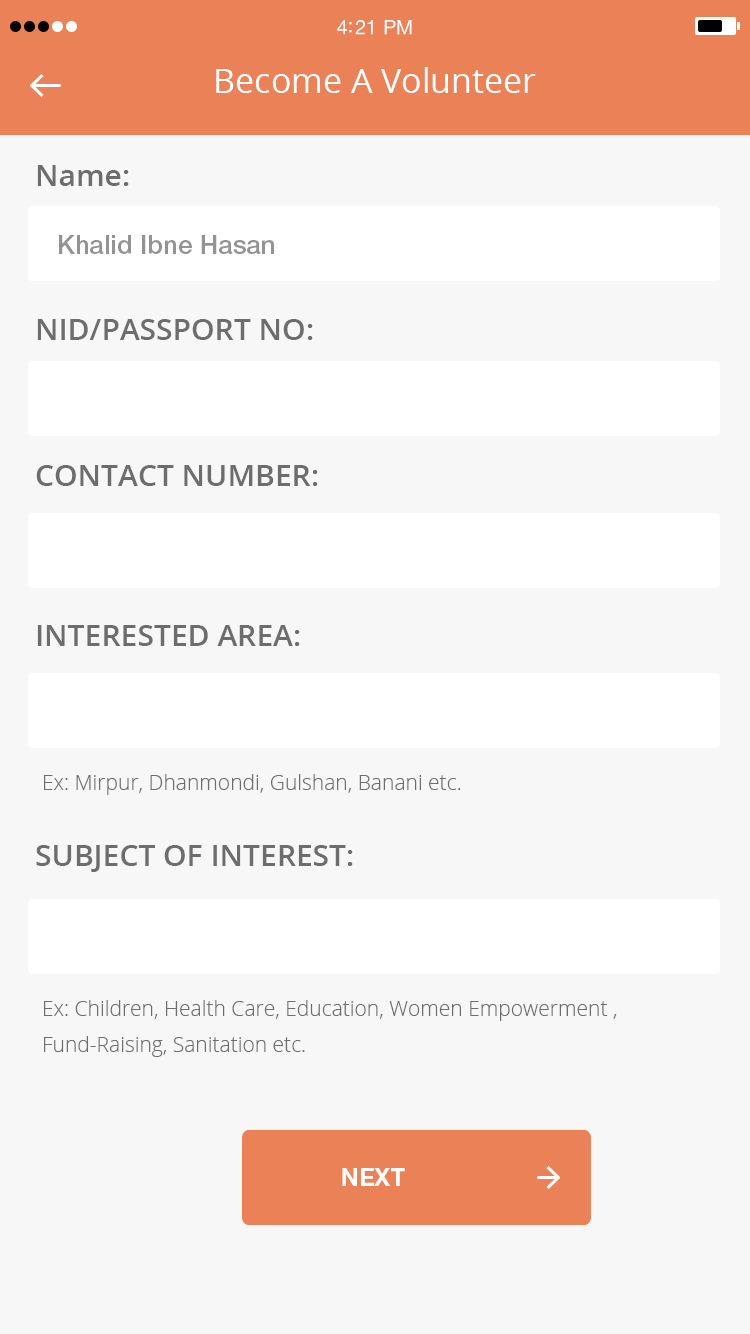 4:21 PM
Become A Volunteer
Name:
Khalid Ibne Hasan
NID/PASSPORT NO:
CONTACT NUMBER:
INTERESTED AREA:
Ex: Mirpur, Dhanmondi, Gulshan, Banani etc.
SUBJECT OF INTEREST:
Ex: Children, Health Care, Education, Women Empowerment ,
Fund-Raising, Sanitation etc.
NEXT